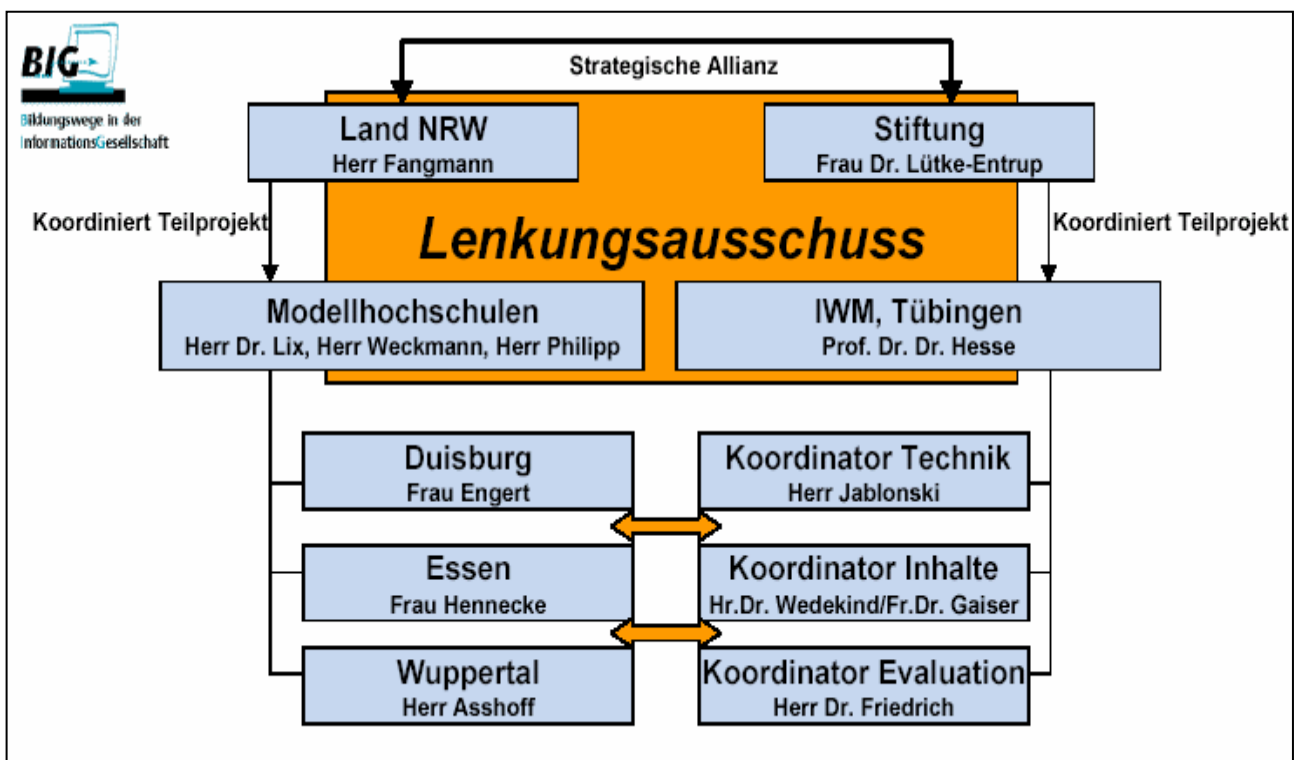 BIG
Bildungswege in der
InformationsGesellschaft
Strategische Allianz
Land NRW
Herr Fangmann
Stiftung
Frau Dr. Lütke-Entrup
Koordiniert Teilprojekt
Koordiniert Teilprojekt
Lenkungsausschuss
Modellhochschulen
Herr Dr. Lix, Herr Weckmann, Herr Philipp
IWM, Tübingen
Prof. Dr. Dr. Hesse
Duisburg
Frau Engert
Koordinator Technik
Herr Jablonski
Essen
Frau Hennecke
Koordinator Inhalte
Hr.Dr. Wedekind/Fr.Dr. Gaiser
Wuppertal
Herr Asshoff
Koordinator Evaluation
Herr Dr. Friedrich